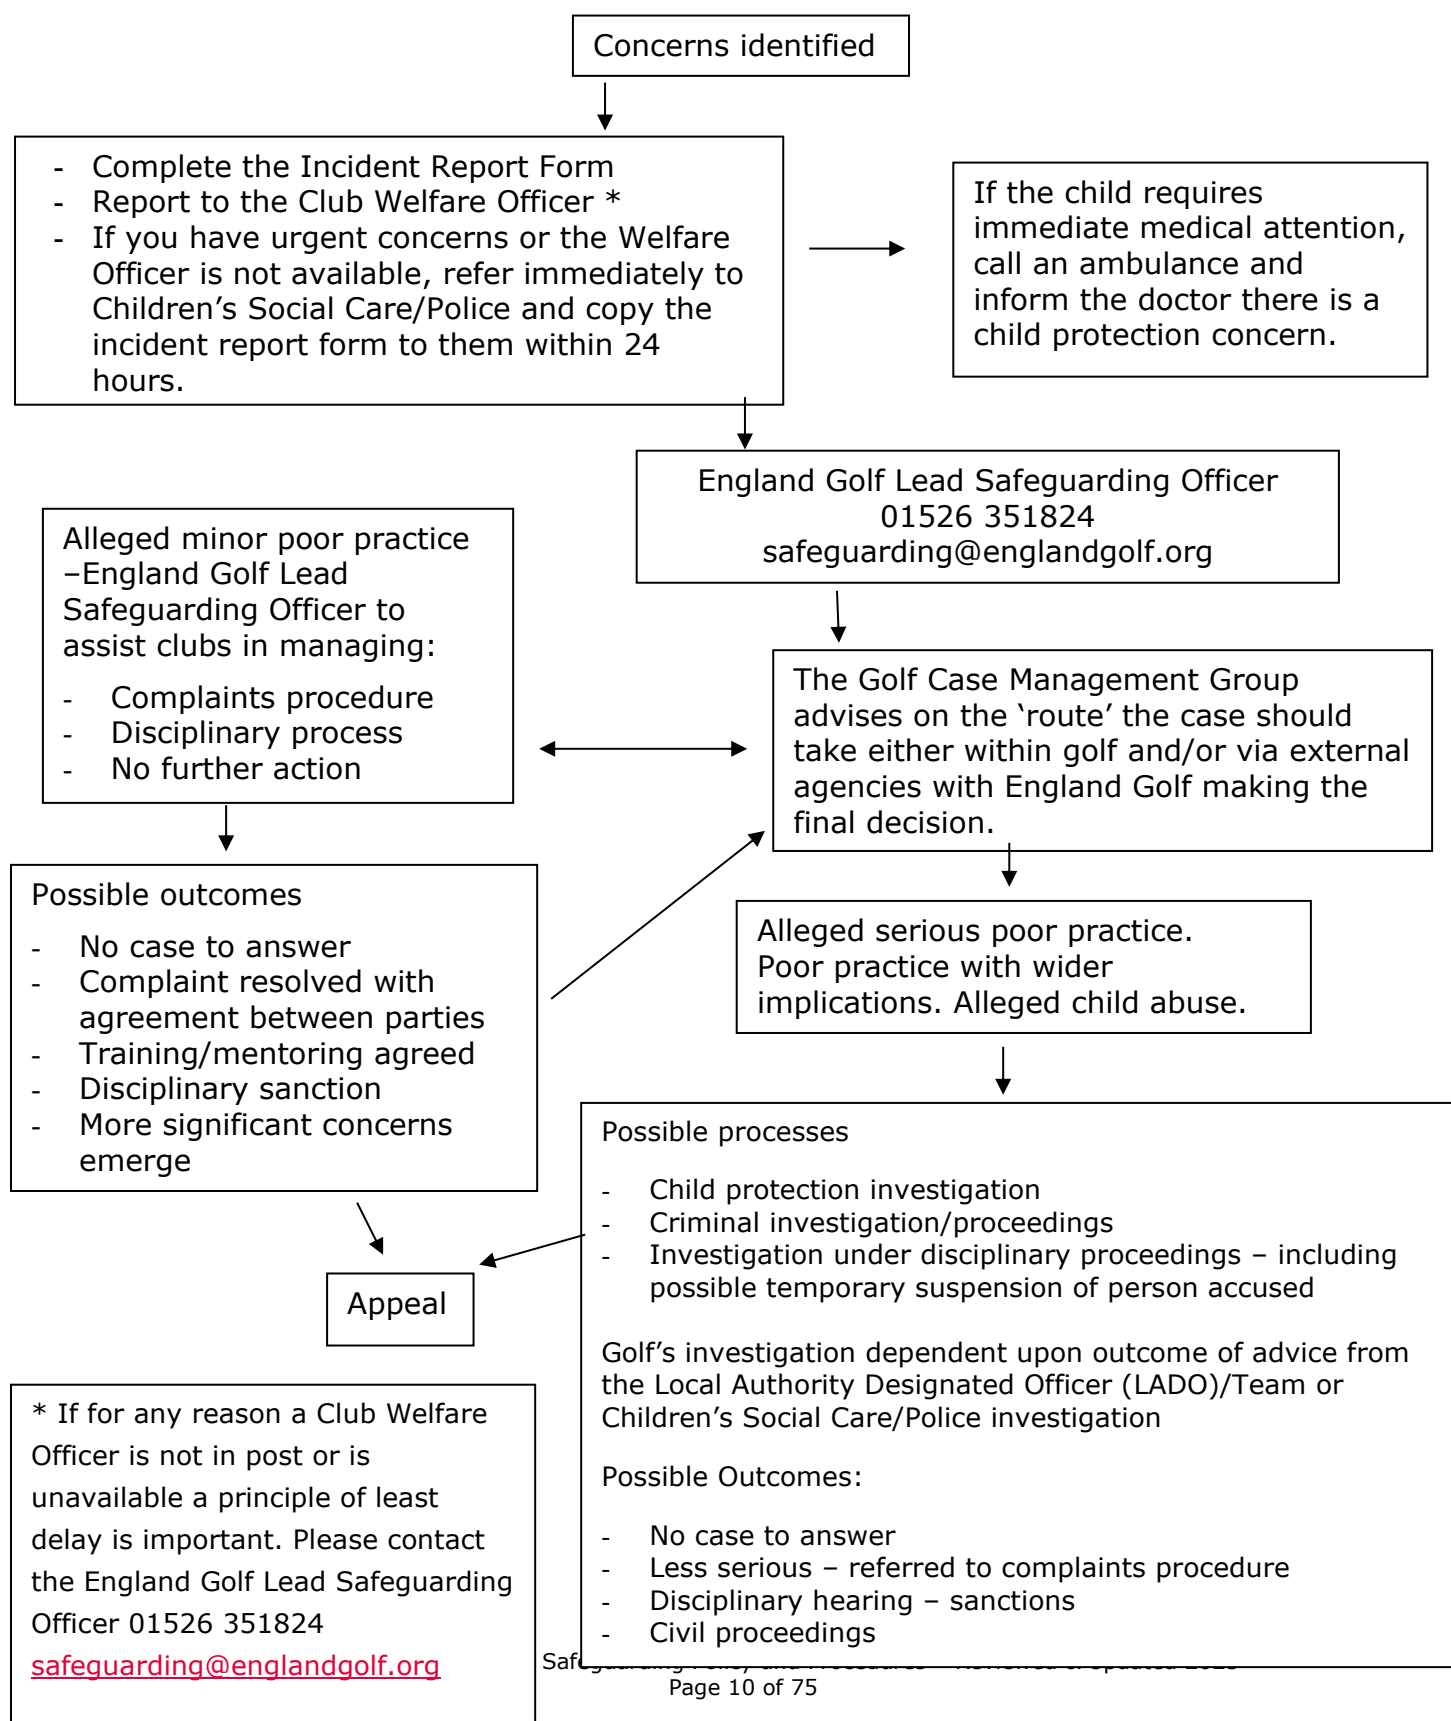 Concerns identified
- Complete the Incident Report Form
- Report to the Club Welfare Officer *
- If you have urgent concerns or the Welfare
Officer is not available, refer immediately to
Children’s Social Care/Police and copy the
incident report form to them within 24
hours.
If the child requires
immediate medical attention,
call an ambulance and
inform the doctor there is a
child protection concern.
England Golf Lead Safeguarding Officer
01526 351824
safeguarding@englandgolf.org
Alleged minor poor practice
–England Golf Lead
Safeguarding Officer to
assist clubs in managing:
- Complaints procedure
- Disciplinary process
- No further action
The Golf Case Management Group
advises on the ‘route’ the case should
take either within golf and/or via external
agencies with England Golf making the
final decision.
Possible outcomes
- No case to answer
- Complaint resolved with
agreement between parties
- Training/mentoring agreed
- Disciplinary sanction
- More significant concerns
emerge
Alleged serious poor practice.
Poor practice with wider
implications. Alleged child abuse.
Possible processes
- Child protection investigation
- Criminal investigation/proceedings
- Investigation under disciplinary proceedings – including
possible temporary suspension of person accused
Golf’s investigation dependent upon outcome of advice from
the Local Authority Designated Officer (LADO)/Team or
Children’s Social Care/Police investigation
Possible Outcomes:
- No case to answer
- Less serious – referred to complaints procedure
- Disciplinary hearing – sanctions
- Civil proceedings
Appeal
* If for any reason a Club Welfare
Officer is not in post or is
unavailable a principle of least
delay is important. Please contact
the England Golf Lead Safeguarding
Officer 01526 351824
safeguarding@englandgolf.org
Safeguarding Policy and Procedures
Page 10 of 75